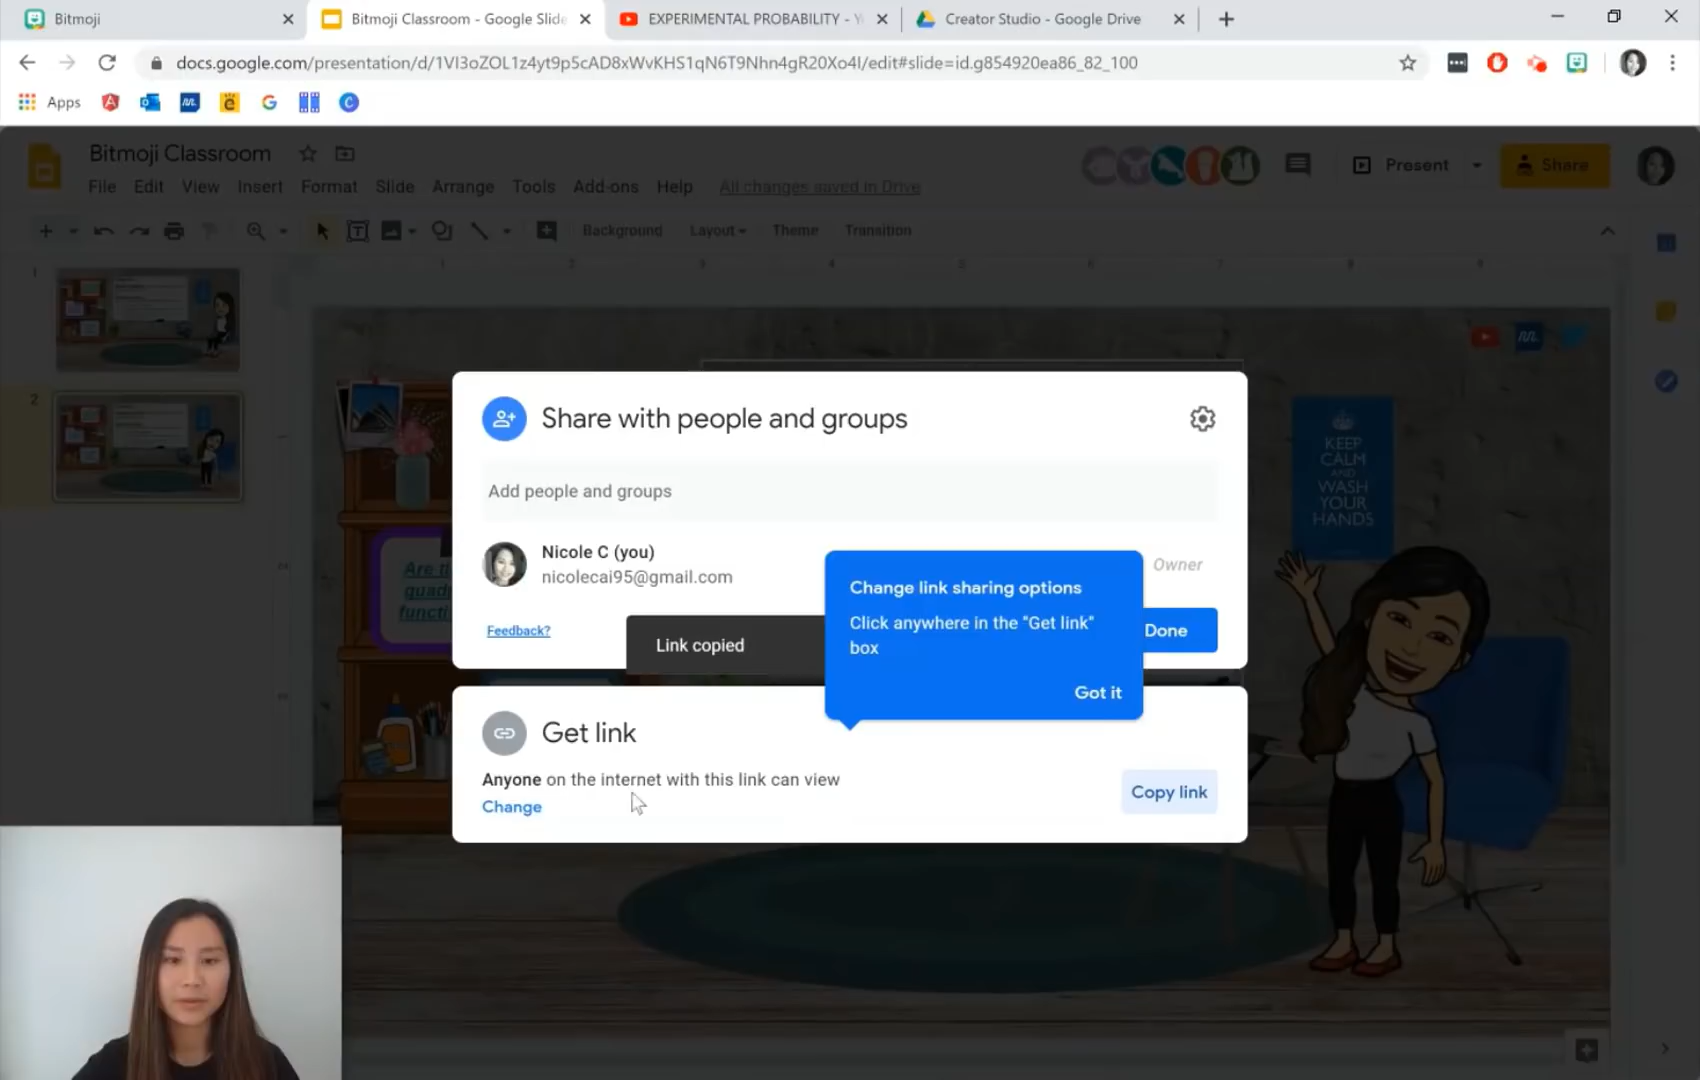 Bitmoji
Bitmoji Classroom - Google Slide
EXPERIMENTAL PROBABILITY - Y
Creator Studio - Google Drive
docs.google.com/presentation/d/1VI3oZOL1z4yt9p5cAD8xWvKHS1qN6T9Nhn4gR20Xo4I/edit#slide=id.g854920ea86_82_100
Apps
Bitmoji Classroom
File Edit View Insert Format Slide Arrange Tools Add-ons Help All changes saved in Drive
Present
Share
Background Layout Theme Transition
1
2
Share with people and groups
Add people and groups
Nicole C (you)
nicolecai95@gmail.com
Owner
Feedback?
Link copied
Change link sharing options
Click anywhere in the "Get link"
box
Got it
Done
Get link
Anyone on the internet with this link can view
Change
Copy link
KEEP
CALM
AND
WASH
YOUR
HANDS
Are
quad
funct